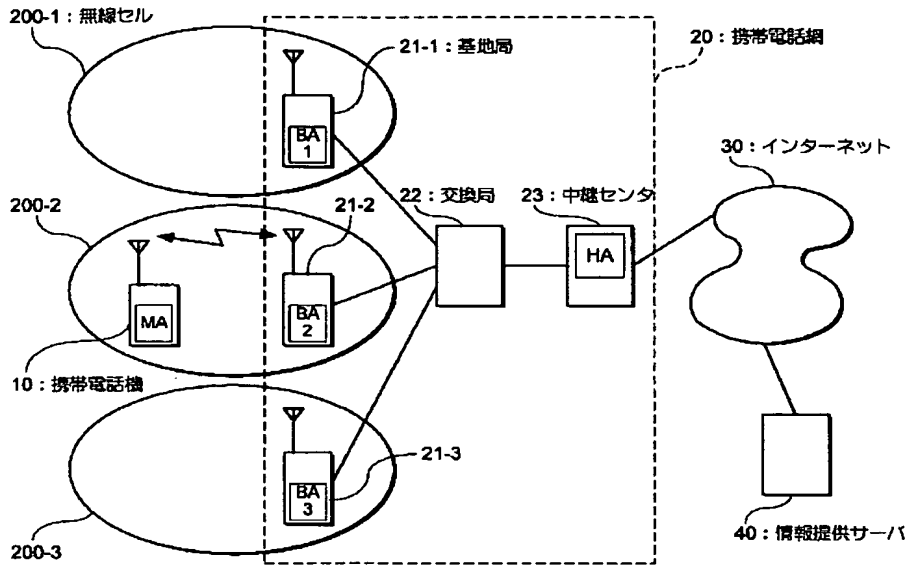 200-1：無線セル
21-1：基地局
20：携帯電話網
BA
1
30：インターネット
200-2
21-2
22：交換局
23：中継センタ
HA
MA
BA
2
10：携帯電話機
21-3
BA
3
200-3
40：情報提供サーバ